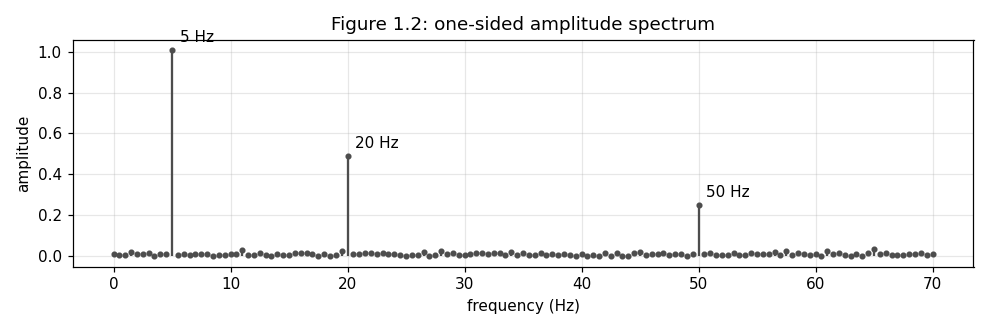 Figure 1.2: one-sided amplitude spectrum
5 Hz
1.0
0.8
0.6
20 Hz
0.4
50 Hz
0.2
0.0
amplitude
0 10 20 30 40 50 60 70
frequency (Hz)